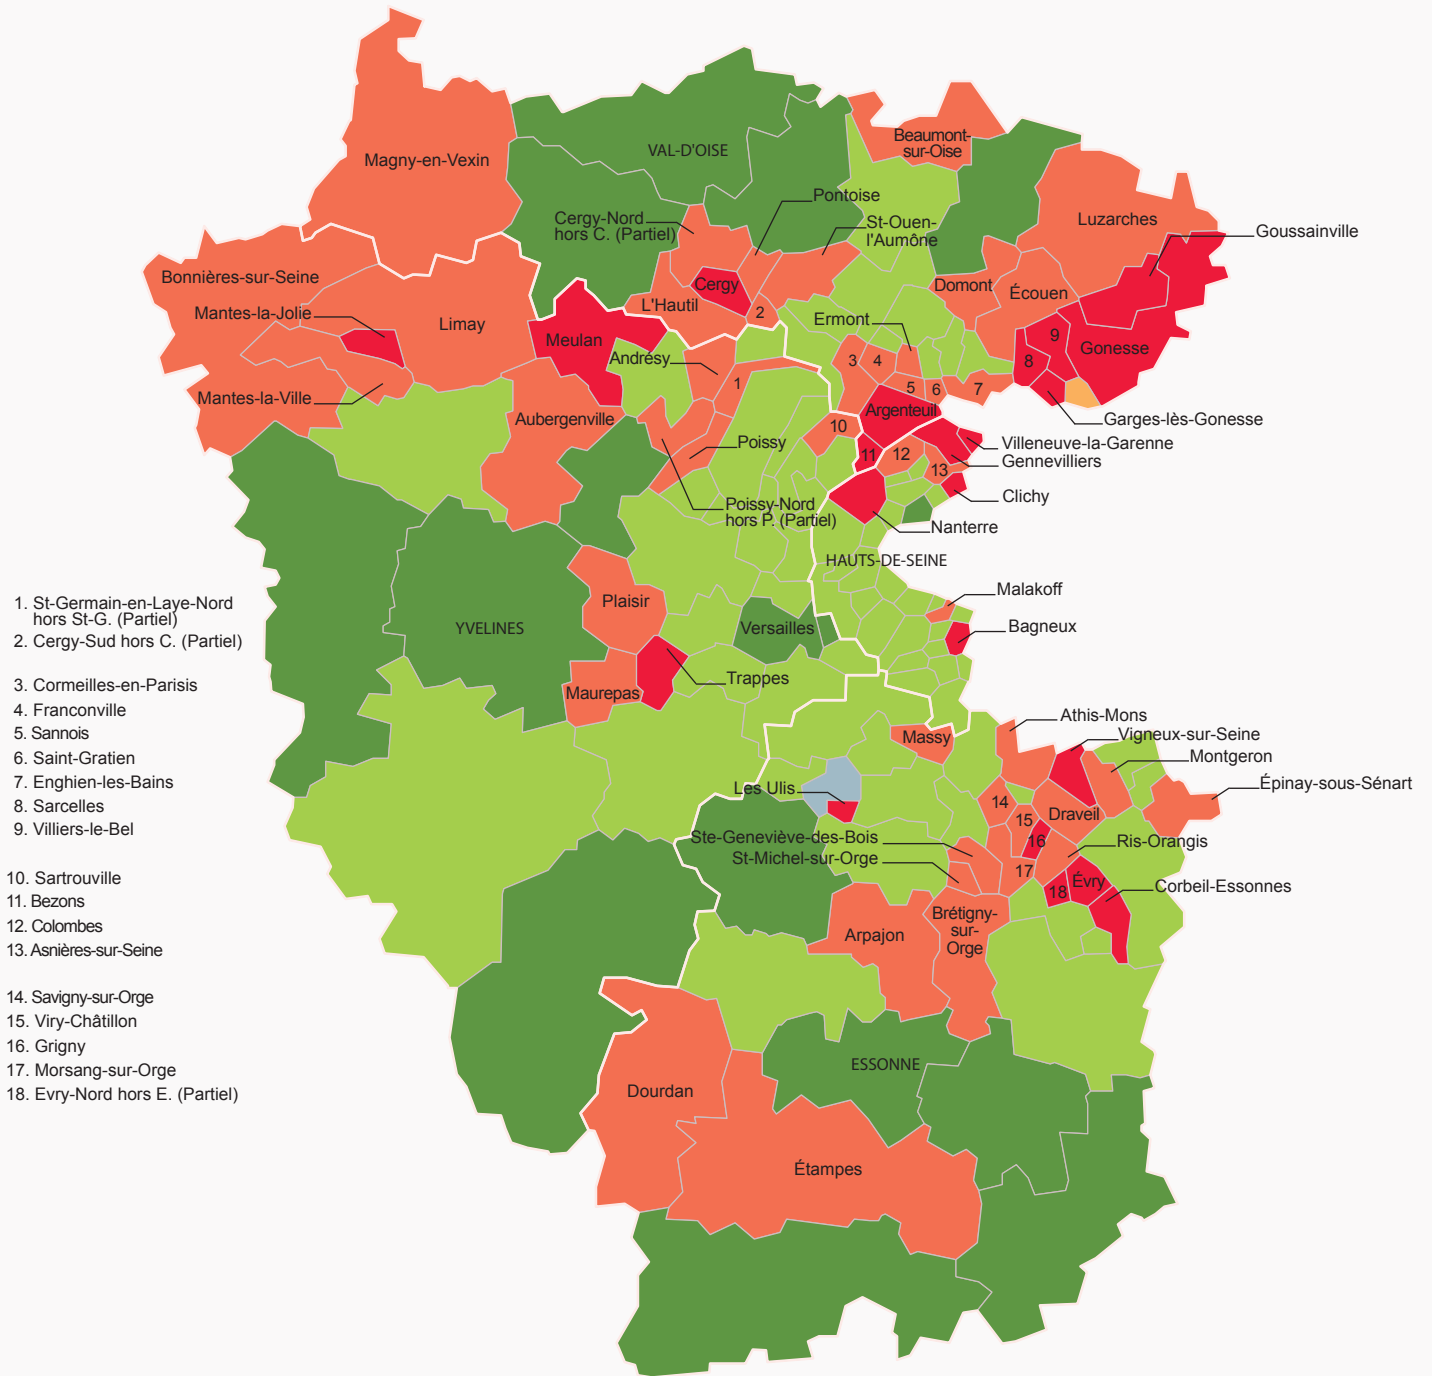 Magny-en-Vexin
VAL-D'OISE
Beaumont-
sur-Oise
Pontoise
Cergy-Nord
hors C. (Partiel)
St-Ouen-
l'Aumône
Luzarches
Goussainville
Bonnières-sur-Seine
Cergy
Domont
Écouen
Mantes-la-Jolie
L'Hautil
2
Limay
Ermont
Meulan
9
Gonesse
Andrésy
3
4
8
1
5
6
7
Mantes-la-Ville
Aubergenville
Argenteuil
Garges-lès-Gonesse
10
Poissy
Villeneuve-la-Garenne
11
12
Gennevilliers
13
Clichy
Poissy-Nord
hors P. (Partiel)
Nanterre
HAUTS-DE-SEINE
Malakoff
Plaisir
YVELINES
Versailles
Bagneux
Trappes
Maurepas
Athis-Mons
Massy
Vigneux-sur-Seine
Montgeron
Les Ulis
Épinay-sous-Sénart
14
Draveil
15
Ste-Geneviève-des-Bois
16
Ris-Orangis
St-Michel-sur-Orge
17
Évry
18
Corbeil-Essonnes
Brétigny-
sur-
Orge
Arpajon
ESSONNE
Dourdan
Étampes
1. St-Germain-en-Laye-Nord
hors St-G. (Partiel)
2. Cergy-Sud hors C. (Partiel)
3. Cormeilles-en-Parisis
4. Franconville
5. Sannois
6. Saint-Gratien
7. Enghien-les-Bains
8. Sarcelles
9. Villiers-le-Bel
10. Sartrouville
11. Bezons
12. Colombes
13. Asnières-sur-Seine
14. Savigny-sur-Orge
15. Viry-Châtillon
16. Grigny
17. Morsang-sur-Orge
18. Evry-Nord hors E. (Partiel)